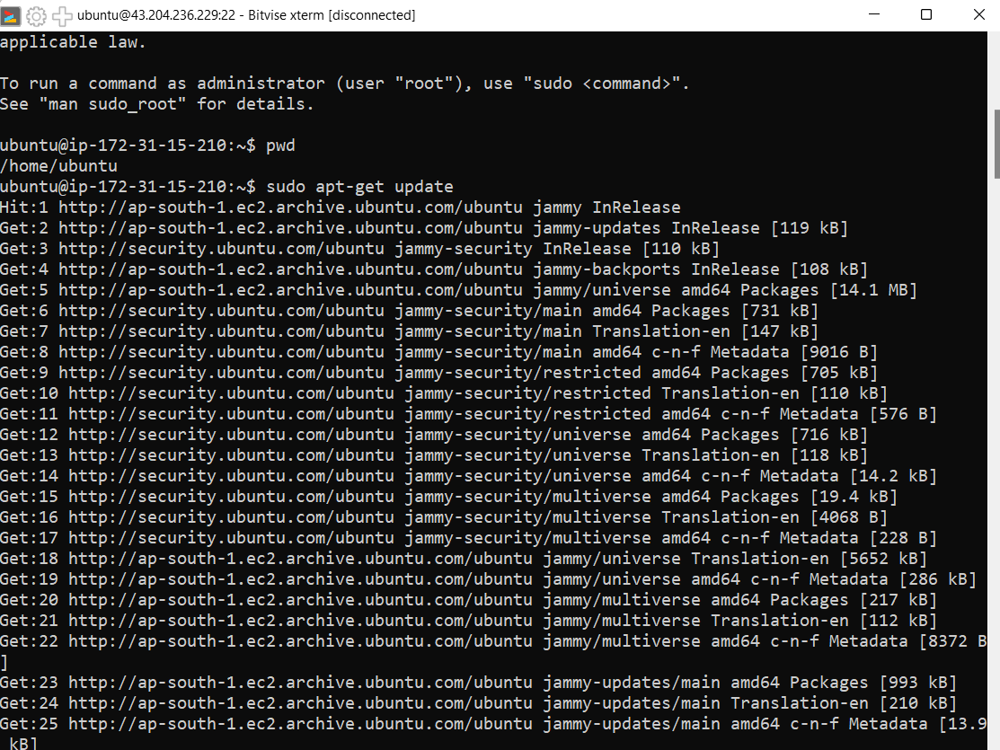 ubuntu@43.204.236.229:22 - Bitvise xterm [disconnected]
applicable law.
To run a command as administrator (user "root"), use "sudo <command>".
See "man sudo_root" for details.
ubuntu@ip-172-31-15-210:~$ pwd
/home/ubuntu
ubuntu@ip-172-31-15-210:~$ sudo apt-get update
Hit:1 http://ap-south-1.ec2.archive.ubuntu.com/ubuntu jammy InRelease
Get:2 http://ap-south-1.ec2.archive.ubuntu.com/ubuntu jammy-updates InRelease [119 kB]
Get:3 http://security.ubuntu.com/ubuntu jammy-security InRelease [110 kB]
Get:4 http://ap-south-1.ec2.archive.ubuntu.com/ubuntu jammy-backports InRelease [108 kB]
Get:5 http://ap-south-1.ec2.archive.ubuntu.com/ubuntu jammy/universe amd64 Packages [14.1 MB]
Get:6 http://security.ubuntu.com/ubuntu jammy-security/main amd64 Packages [731 kB]
Get:7 http://security.ubuntu.com/ubuntu jammy-security/main Translation-en [147 kB]
Get:8 http://security.ubuntu.com/ubuntu jammy-security/main amd64 c-n-f Metadata [9016 B]
Get:9 http://security.ubuntu.com/ubuntu jammy-security/restricted amd64 Packages [705 kB]
Get:10 http://security.ubuntu.com/ubuntu jammy-security/restricted Translation-en [110 kB]
Get:11 http://security.ubuntu.com/ubuntu jammy-security/restricted amd64 c-n-f Metadata [576 B]
Get:12 http://security.ubuntu.com/ubuntu jammy-security/universe amd64 Packages [716 kB]
Get:13 http://security.ubuntu.com/ubuntu jammy-security/universe Translation-en [118 kB]
Get:14 http://security.ubuntu.com/ubuntu jammy-security/universe amd64 c-n-f Metadata [14.2 kB]
Get:15 http://security.ubuntu.com/ubuntu jammy-security/multiverse amd64 Packages [19.4 kB]
Get:16 http://security.ubuntu.com/ubuntu jammy-security/multiverse Translation-en [4068 B]
Get:17 http://security.ubuntu.com/ubuntu jammy-security/multiverse amd64 c-n-f Metadata [228 B]
Get:18 http://ap-south-1.ec2.archive.ubuntu.com/ubuntu jammy/universe Translation-en [5652 kB]
Get:19 http://ap-south-1.ec2.archive.ubuntu.com/ubuntu jammy/universe amd64 c-n-f Metadata [286 kB]
Get:20 http://ap-south-1.ec2.archive.ubuntu.com/ubuntu jammy/multiverse amd64 Packages [217 kB]
Get:21 http://ap-south-1.ec2.archive.ubuntu.com/ubuntu jammy/multiverse Translation-en [112 kB]
Get:22 http://ap-south-1.ec2.archive.ubuntu.com/ubuntu jammy/multiverse amd64 c-n-f Metadata [8372 B
]
Get:23 http://ap-south-1.ec2.archive.ubuntu.com/ubuntu jammy-updates/main amd64 Packages [993 kB]
Get:24 http://ap-south-1.ec2.archive.ubuntu.com/ubuntu jammy-updates/main Translation-en [210 kB]
Get:25 http://ap-south-1.ec2.archive.ubuntu.com/ubuntu jammy-updates/main amd64 c-n-f Metadata [13.9
 kB]